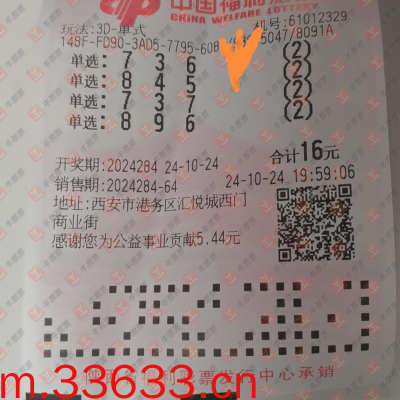 中国福利
CHINA WELFARE LOTTERY
玩法:3D-单式
机号:61012329
148F-FD90-3AD5-7795-608 5047/8091A
单选: 7 3 6 (2)
单选: 8 4 5 (2)
单选: 7 3 7 (2)
单选: 8 9 6 (2)
开奖期:2024284 24-10-24 合计16元
销售期:2024284-64 24-10-24 19:59:06
地址:西安市港务区汇悦城西门
商业街
感谢您为公益事业贡献5.44元
中心承销
m.33633.cn